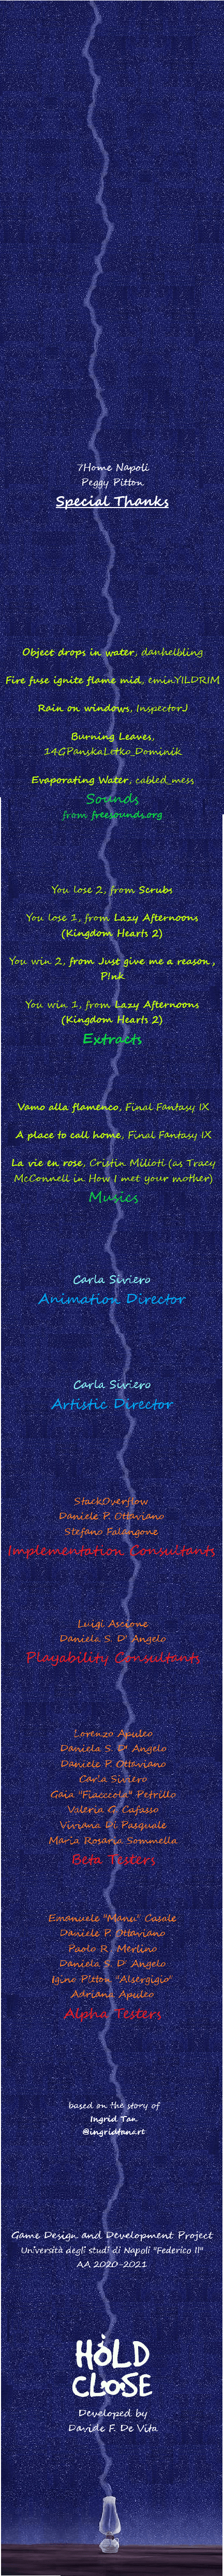 7Home Napoli
Peggy Pitton
Special Thanks
Object drops in water, danhelbling
Fire fuse ignite flame mid, eminYILDRIM
Rain on windows, InspectorJ
Burning Leaves,
14GPanskaLetko_Dominik
Evaporating Water, cabled_mess
Sounds
from freesounds.org
You lose 2, from Scrubs
You lose 1, from Lazy Afternoons
(Kingdom Hearts 2)
You win 2, from Just give me a reason ,
P!nk
You win 1, from Lazy Afternoons
(Kingdom Hearts 2)
Extracts
Vamo alla flamenco, Final Fantasy IX
A place to call home, Final Fantasy IX
La vie en rose, Cristin Milioti (as Tracy
McConnell in How I met your mother)
Musics
Carla Siviero
Animation Director
Carla Siviero
Artistic Director
StackOverflow
Daniele P. Ottaviano
Stefano Falangone
Implementation Consultants
Luigi Ascione
Daniela S. D' Angelo
Playability Consultants
Lorenzo Apuleo
Daniela S. D' Angelo
Daniele P. Ottaviano
Carla Siviero
Gaia "Fiacccola" Petrillo
Valeria G. Cafasso
Viviana Di Pasquale
Maria Rosaria Sommella
Beta Testers
Emanuele "Manu" Casale
Daniele P. Ottaviano
Paolo R. Merlino
Daniela S. D' Angelo
Igino Pitton "Alsergigio"
Adriana Apuleo
Alpha Testers
based on the story of
Ingrid Tan
@ingridtan.art
Game Design and Development Project
Università degli studi di Napoli "Federico II"
AA 2020-2021
HOLD
CLOSE
Developed by
Davide F. De Vita